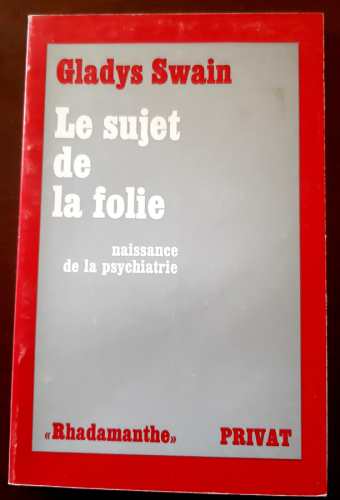 Gladys Swain
Le sujet
de
la folie
naissance
de la psychiatrie
«Rhadamanthe» PRIVAT